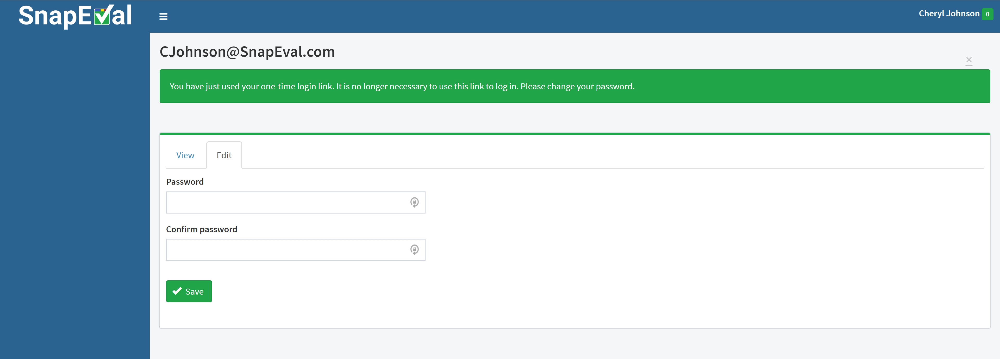 SnapEval
Cheryl Johnson 0
CJohnson@SnapEval.com
×
You have just used your one-time login link. It is no longer necessary to use this link to log in. Please change your password.
View Edit
Password
Confirm password
Save